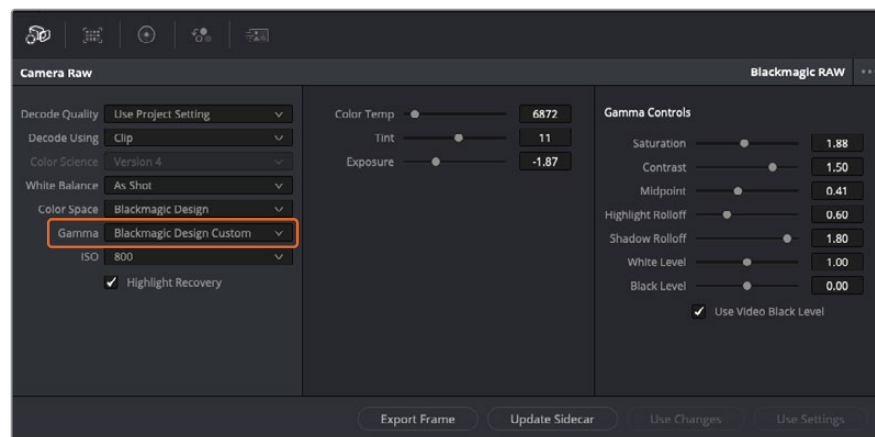 Camera Raw
Blackmagic RAW
Decode Quality Use Project Setting
Decode Using Clip
Color Science Version 4
White Balance As Shot
Color Space Blackmagic Design
Gamma Blackmagic Design Custom
ISO 800
Highlight Recovery
Color Temp 6872
Tint 11
Exposure -1.87
Gamma Controls
Saturation 1.88
Contrast 1.50
Midpoint 0.41
Highlight Rolloff 0.60
Shadow Rolloff 1.80
White Level 1.00
Black Level 0.00
Use Video Black Level
Export Frame
Update Sidecar
Use Changes
Use Settings